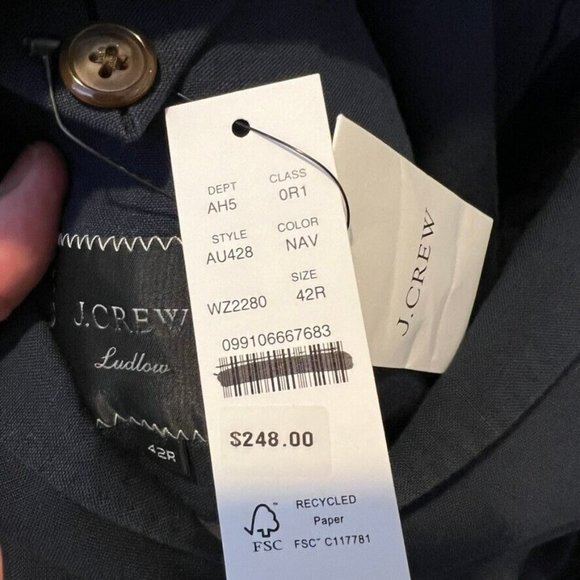 DEPT CLASS
AH5 0R1
STYLE COLOR
AU428 NAV
SIZE
WZ2280 42R
099106667683
$248.00
FSC™
RECYCLED
Paper
FSC™ C117781
J.CREW
J.CREW
Ludlow
42R